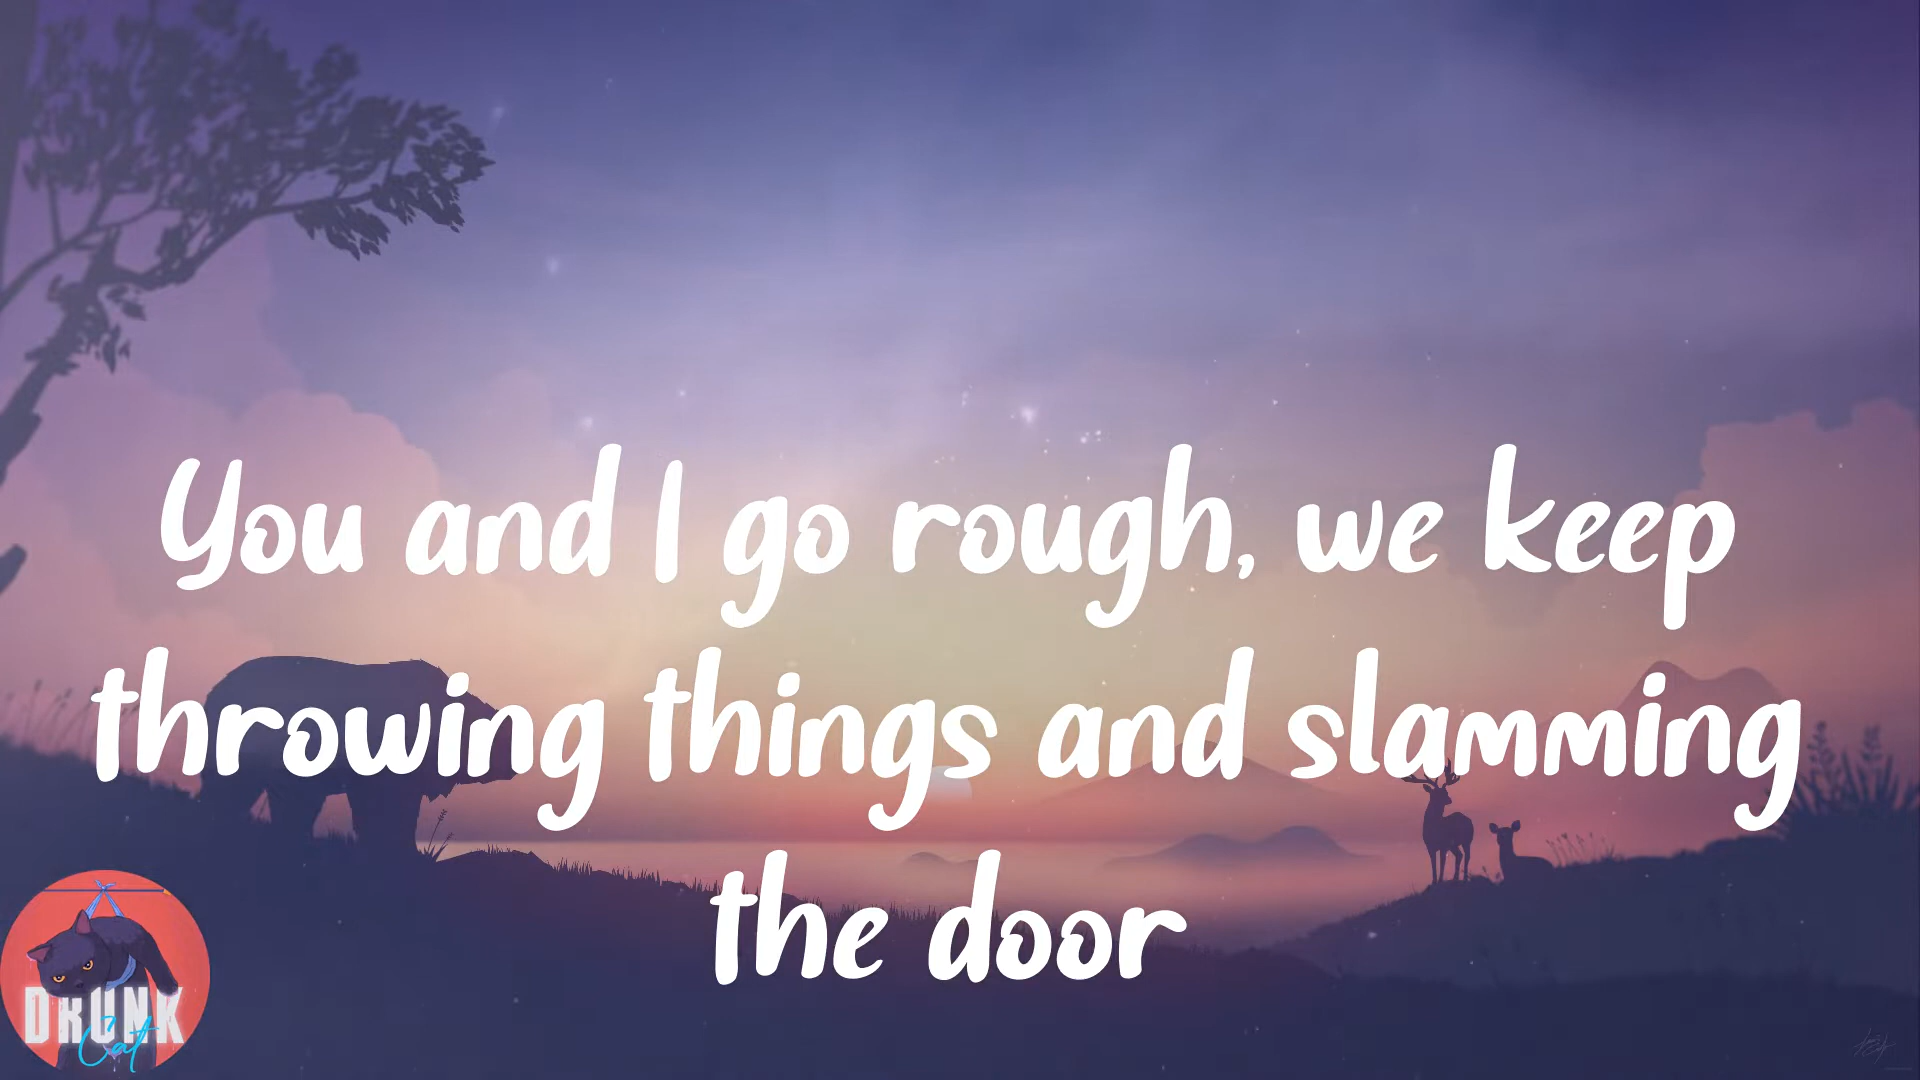 You and I go rough, we keep
throwing things and slamming
the door
DRUNK
Cat